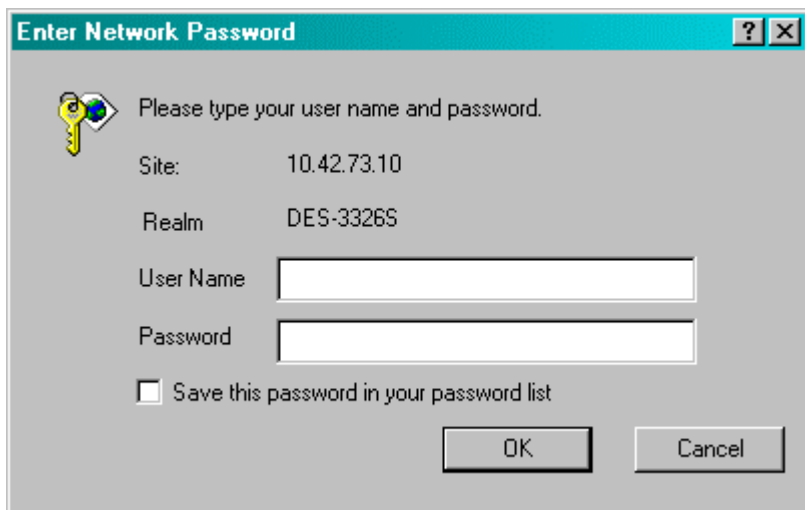 Enter Network Password
Please type your user name and password.
Site: 10.42.73.10
Realm DES-3326S
User Name
Password
Save this password in your password list
OK Cancel